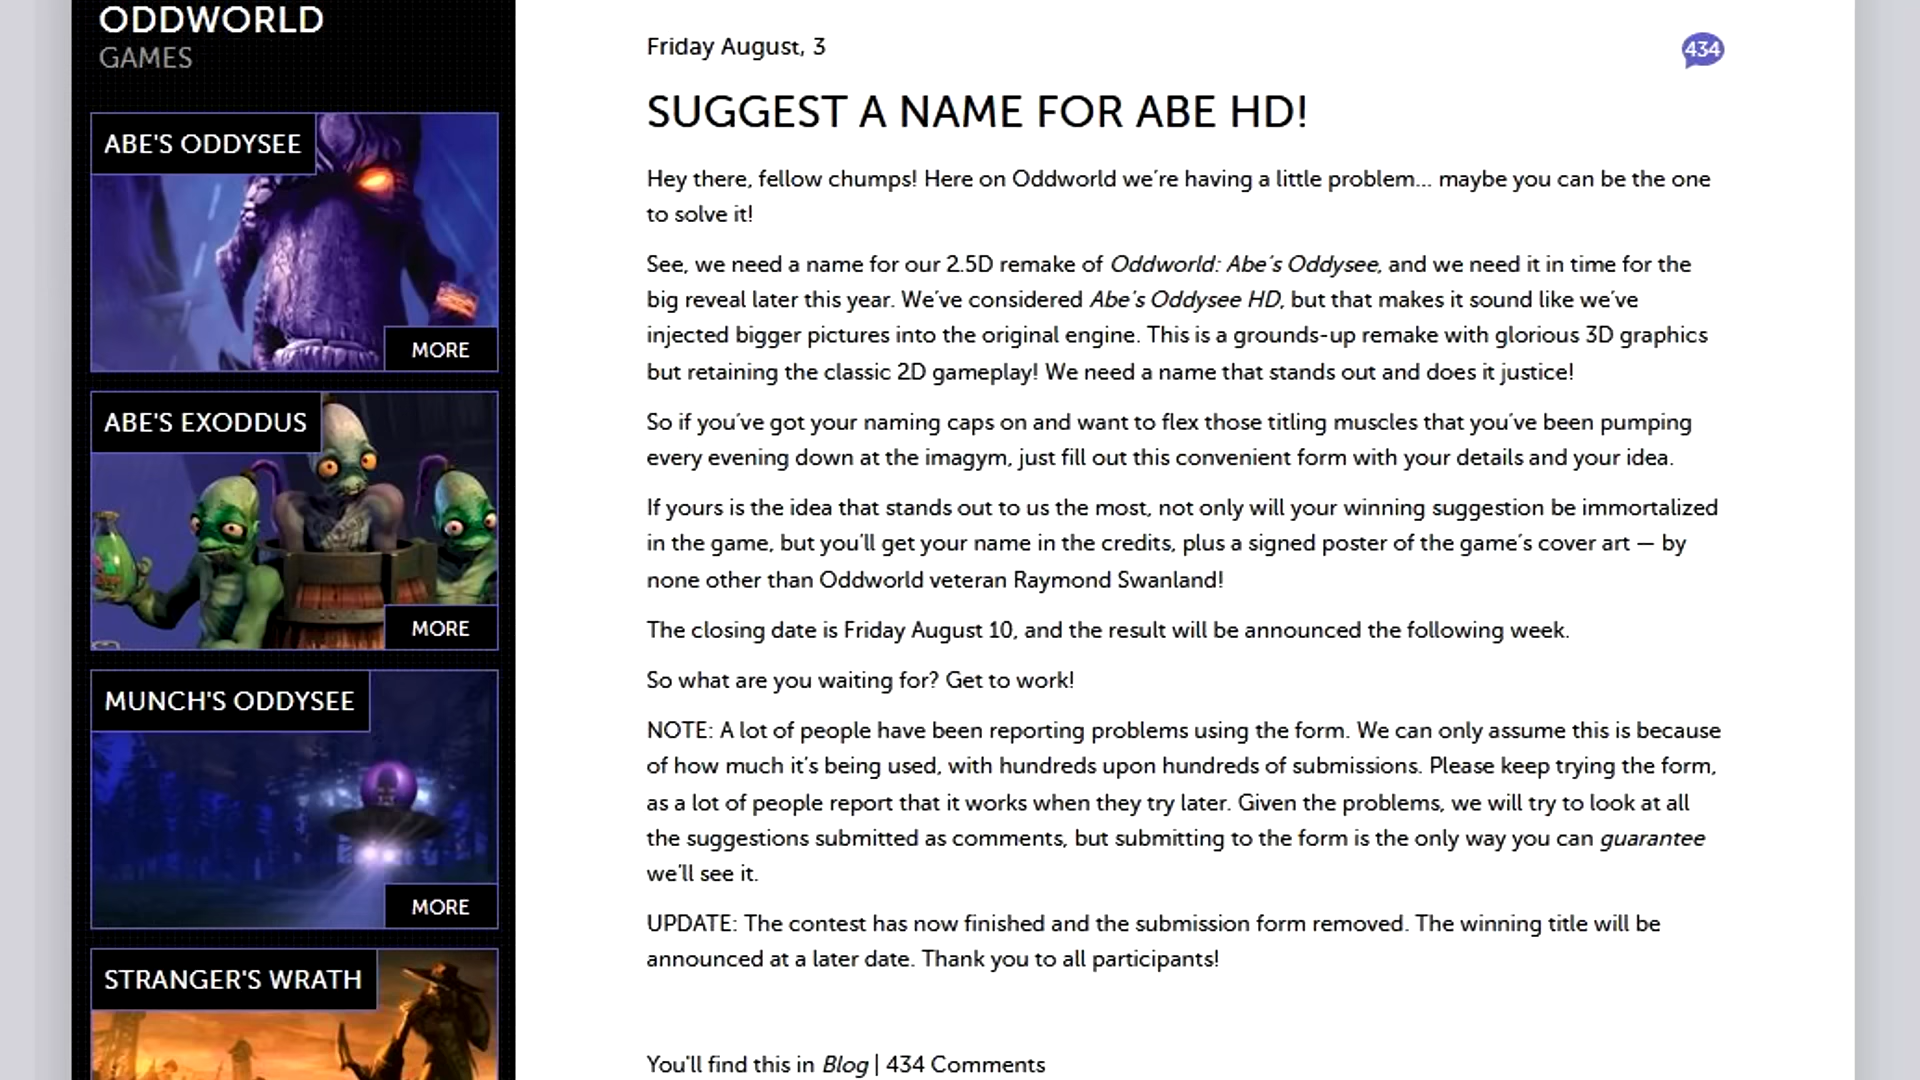 ODDWORLD
GAMES
ABE'S ODDYSEE
MORE
ABE'S EXODDUS
MORE
MUNCH'S ODDYSEE
MORE
STRANGER'S WRATH
Friday August, 3
434
SUGGEST A NAME FOR ABE HD!
Hey there, fellow chumps! Here on Oddworld we're having a little problem... maybe you can be the one
to solve it!
See, we need a name for our 2.5D remake of Oddworld: Abe's Oddysee, and we need it in time for the
big reveal later this year. We've considered Abe's Oddysee HD, but that makes it sound like we've
injected bigger pictures into the original engine. This is a grounds-up remake with glorious 3D graphics
but retaining the classic 2D gameplay! We need a name that stands out and does it justice!
So if you've got your naming caps on and want to flex those titling muscles that you've been pumping
every evening down at the imagym, just fill out this convenient form with your details and your idea.
If yours is the idea that stands out to us the most, not only will your winning suggestion be immortalized
in the game, but you'll get your name in the credits, plus a signed poster of the game's cover art — by
none other than Oddworld veteran Raymond Swanland!
The closing date is Friday August 10, and the result will be announced the following week.
So what are you waiting for? Get to work!
NOTE: A lot of people have been reporting problems using the form. We can only assume this is because
of how much it's being used, with hundreds upon hundreds of submissions. Please keep trying the form,
as a lot of people report that it works when they try later. Given the problems, we will try to look at all
the suggestions submitted as comments, but submitting to the form is the only way you can guarantee
we'll see it.
UPDATE: The contest has now finished and the submission form removed. The winning title will be
announced at a later date. Thank you to all participants!
You'll find this in Blog | 434 Comments